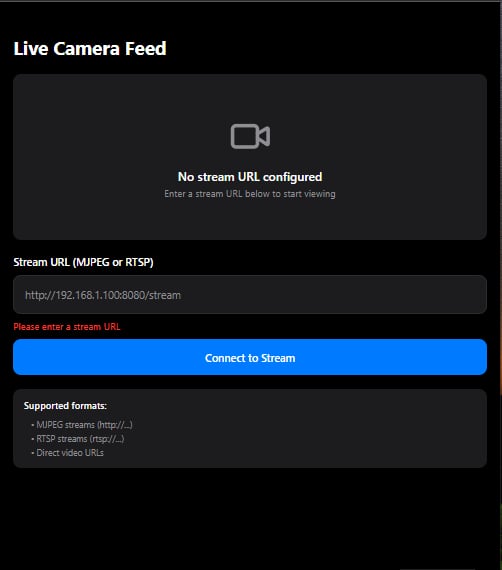 Live Camera Feed
No stream URL configured
Enter a stream URL below to start viewing
Stream URL (MJPEG or RTSP)
http://192.168.1.100:8080/stream
Please enter a stream URL
Connect to Stream
Supported formats:
• MJPEG streams (http://...)
• RTSP streams (rtsp://...)
• Direct video URLs